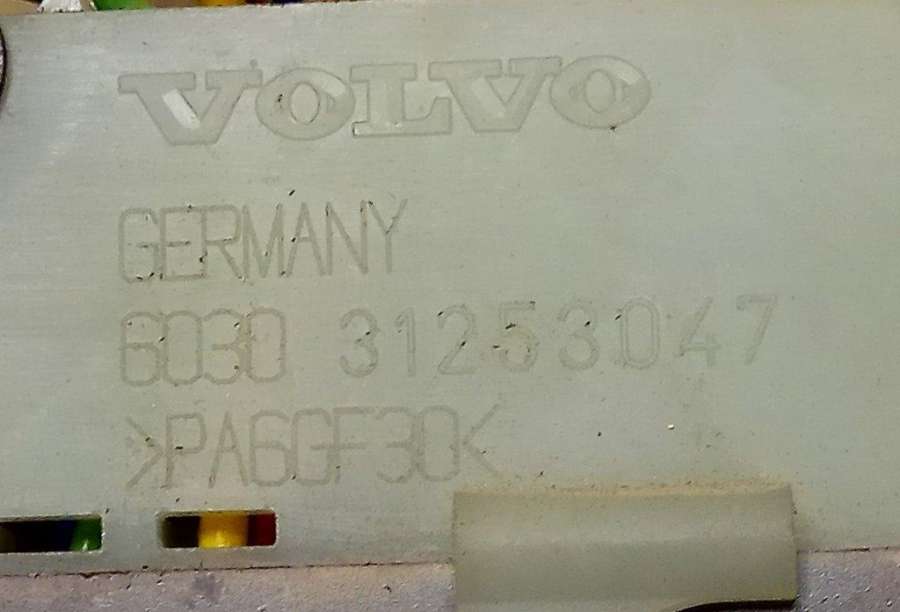 VOLVO
GERMANY
6030 31253047
>PA6GF30<